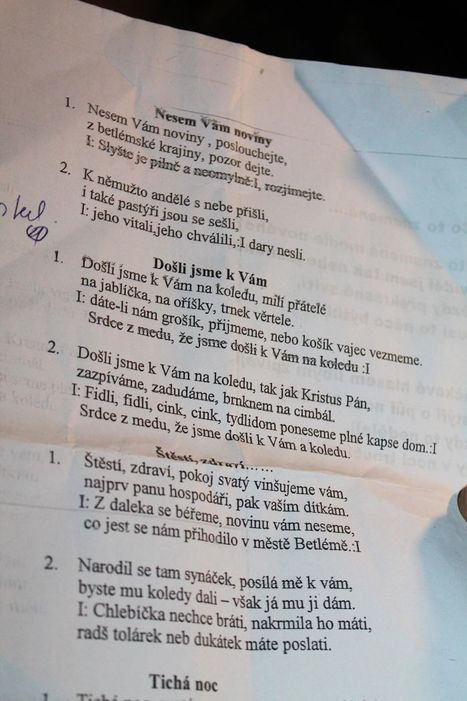 Nesem Vám noviny
1. Nesem Vám noviny , poslouchejte,
z betlémské krajiny, pozor dejte.
I: Slyšte je pilně a neomylně:I, rozjímejte.
2. K němužto andělé s nebe přišli,
i také pastýři jsou se sešli,
I: jeho vítali,jeho chválili,:I dary nesli.
Došli jsme k Vám
1. Došli jsme k Vám na koledu, milí přátelé
na jablíčka, na oříšky, trnek věrtele.
I: dáte-li nám grošík, přijmeme, nebo košík vajec vezmeme.
Srdce z medu, že jsme došli k Vám na koledu :I
2. Došli jsme k Vám na koledu, tak jak Kristus Pán,
zazpíváme, zadudáme, brnknem na cimbál.
I: Fidli, fidli, cink, cink, tydlidom poneseme plné kapse dom.:I
Srdce z medu, že jsme došli k Vám a koledu.
Štěstí, zdraví......
1. Štěstí, zdraví, pokoj svatý vinšujeme vám,
najprv panu hospodáři, pak vašim dítkám.
I: Z daleka se béřeme, novinu vám neseme,
co jest se nám přihodilo v městě Betlémě.:I
2. Narodil se tam synáček, posílá mě k vám,
byste mu koledy dali – však já mu ji dám.
I: Chlebíčka nechce bráti, nakrmila ho máti,
radš tolárek neb dukátek máte poslati.
Tichá noc